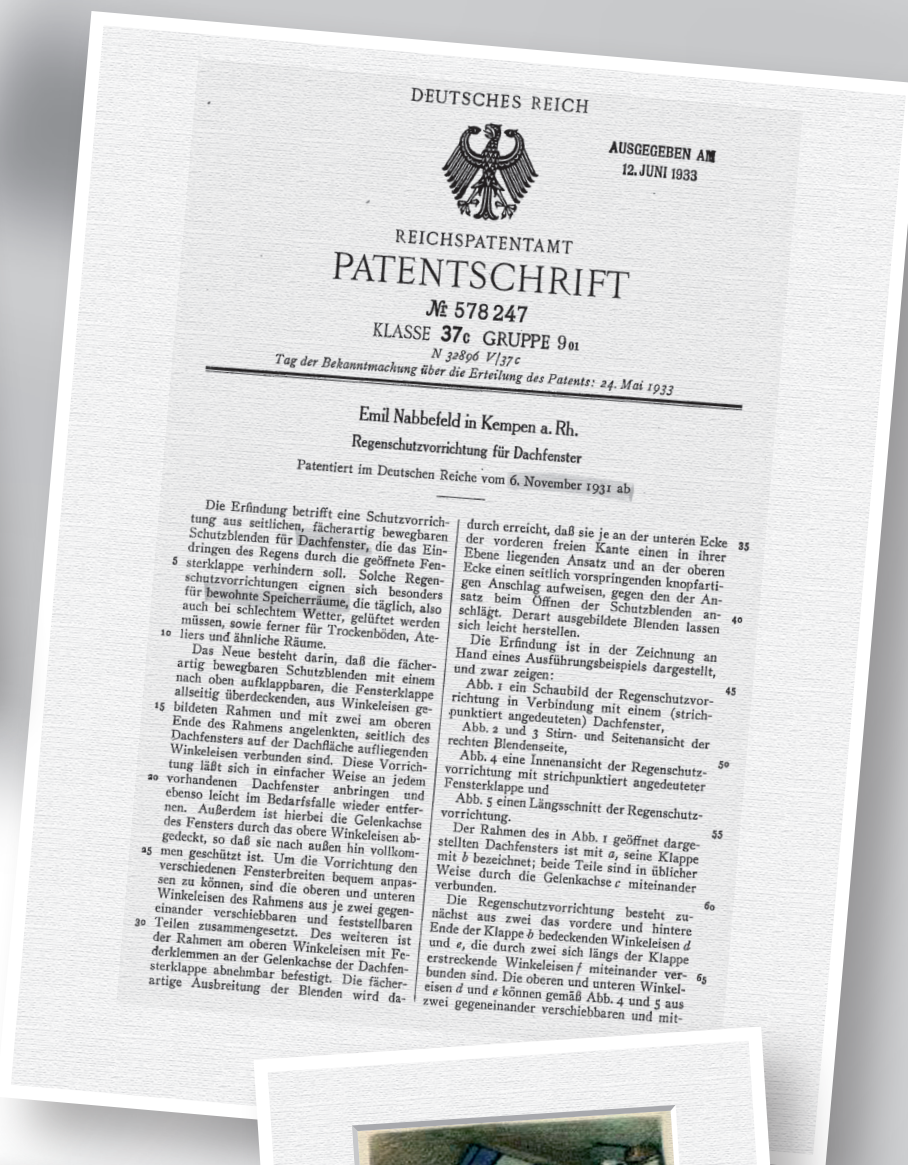 DEUTSCHES REICH
AUSGEGEBEN AM
12. JUNI 1933
REICHSPATENTAMT
PATENTSCHRIFT
№ 578 247
KLASSE 37c GRUPPE 9 01
N 32896 V/37c
Tag der Bekanntmachung über die Erteilung des Patents: 24. Mai 1933
Emil Nabbefeld in Kempen a. Rh.
Regenschutzvorrichtung für Dachfenster
Patentiert im Deutschen Reiche vom 6. November 1931 ab
Die Erfindung betrifft eine Schutzvorrich-
tung aus seitlichen, fächerartig bewegbaren
Schutzblenden für Dachfenster, die das Ein-
dringen des Regens durch die geöffnete Fen-
5 sterklappe verhindern soll. Solche Regen-
schutzvorrichtungen eignen sich besonders
für bewohnte Speicherräume, die täglich, also
auch bei schlechtem Wetter, gelüftet werden
müssen, sowie ferner für Trockenböden, Ate-
10 liers und ähnliche Räume.
Das Neue besteht darin, daß die fächer-
artig bewegbaren Schutzblenden mit einem
nach oben aufklappbaren, die Fensterklappe
allseitig überdeckenden, aus Winkeleisen ge-
15 bildeten Rahmen und mit zwei am oberen
Ende des Rahmens angelenkten, seitlich des
Dachfensters auf der Dachfläche aufliegenden
Winkeleisen verbunden sind. Diese Vorrich-
tung läßt sich in einfacher Weise an jedem
20 vorhandenen Dachfenster anbringen und
ebenso leicht im Bedarfsfalle wieder entfer-
nen. Außerdem ist hierbei die Gelenkachse
des Fensters durch das obere Winkeleisen ab-
gedeckt, so daß sie nach außen hin vollkom-
25 men geschützt ist. Um die Vorrichtung den
verschiedenen Fensterbreiten bequem anpas-
sen zu können, sind die oberen und unteren
Winkeleisen des Rahmens aus je zwei gegen-
einander verschiebbaren und feststellbaren
30 Teilen zusammengesetzt. Des weiteren ist
der Rahmen am oberen Winkeleisen mit Fe-
derklemmen an der Gelenkachse der Dachfen-
sterklappe abnehmbar befestigt. Die fächer-
artige Ausbreitung der Blenden wird da-
durch erreicht, daß sie je an der unteren Ecke 35
der vorderen freien Kante einen in ihrer
Ebene liegenden Ansatz und an der oberen
Ecke einen seitlich vorspringenden knopfarti-
gen Anschlag aufweisen, gegen den der An-
satz beim Öffnen der Schutzblenden an- 40
schlägt. Derart ausgebildete Blenden lassen
sich leicht herstellen.
Die Erfindung ist in der Zeichnung an
Hand eines Ausführungsbeispiels dargestellt,
und zwar zeigen: 45
Abb. 1 ein Schaubild der Regenschutzvor-
richtung in Verbindung mit einem (strich-
punktiert angedeuteten) Dachfenster,
Abb. 2 und 3 Stirn- und Seitenansicht der
rechten Blendenseite, 50
Abb. 4 eine Innenansicht der Regenschutz-
vorrichtung mit strichpunktiert angedeuteter
Fensterklappe und
Abb. 5 einen Längsschnitt der Regenschutz-
vorrichtung. 55
Der Rahmen des in Abb. 1 geöffnet darge-
stellten Dachfensters ist mit a, seine Klappe
mit b bezeichnet; beide Teile sind in üblicher
Weise durch die Gelenkachse c miteinander
verbunden. 60
Die Regenschutzvorrichtung besteht zu-
nächst aus zwei das vordere und hintere
Ende der Klappe b bedeckenden Winkeleisen d
und e, die durch zwei sich längs der Klappe
erstreckende Winkeleisen f miteinander ver- 65
bunden sind. Die oberen und unteren Winkel-
eisen d und e können gemäß Abb. 4 und 5 aus
zwei gegeneinander verschiebbaren und mit-